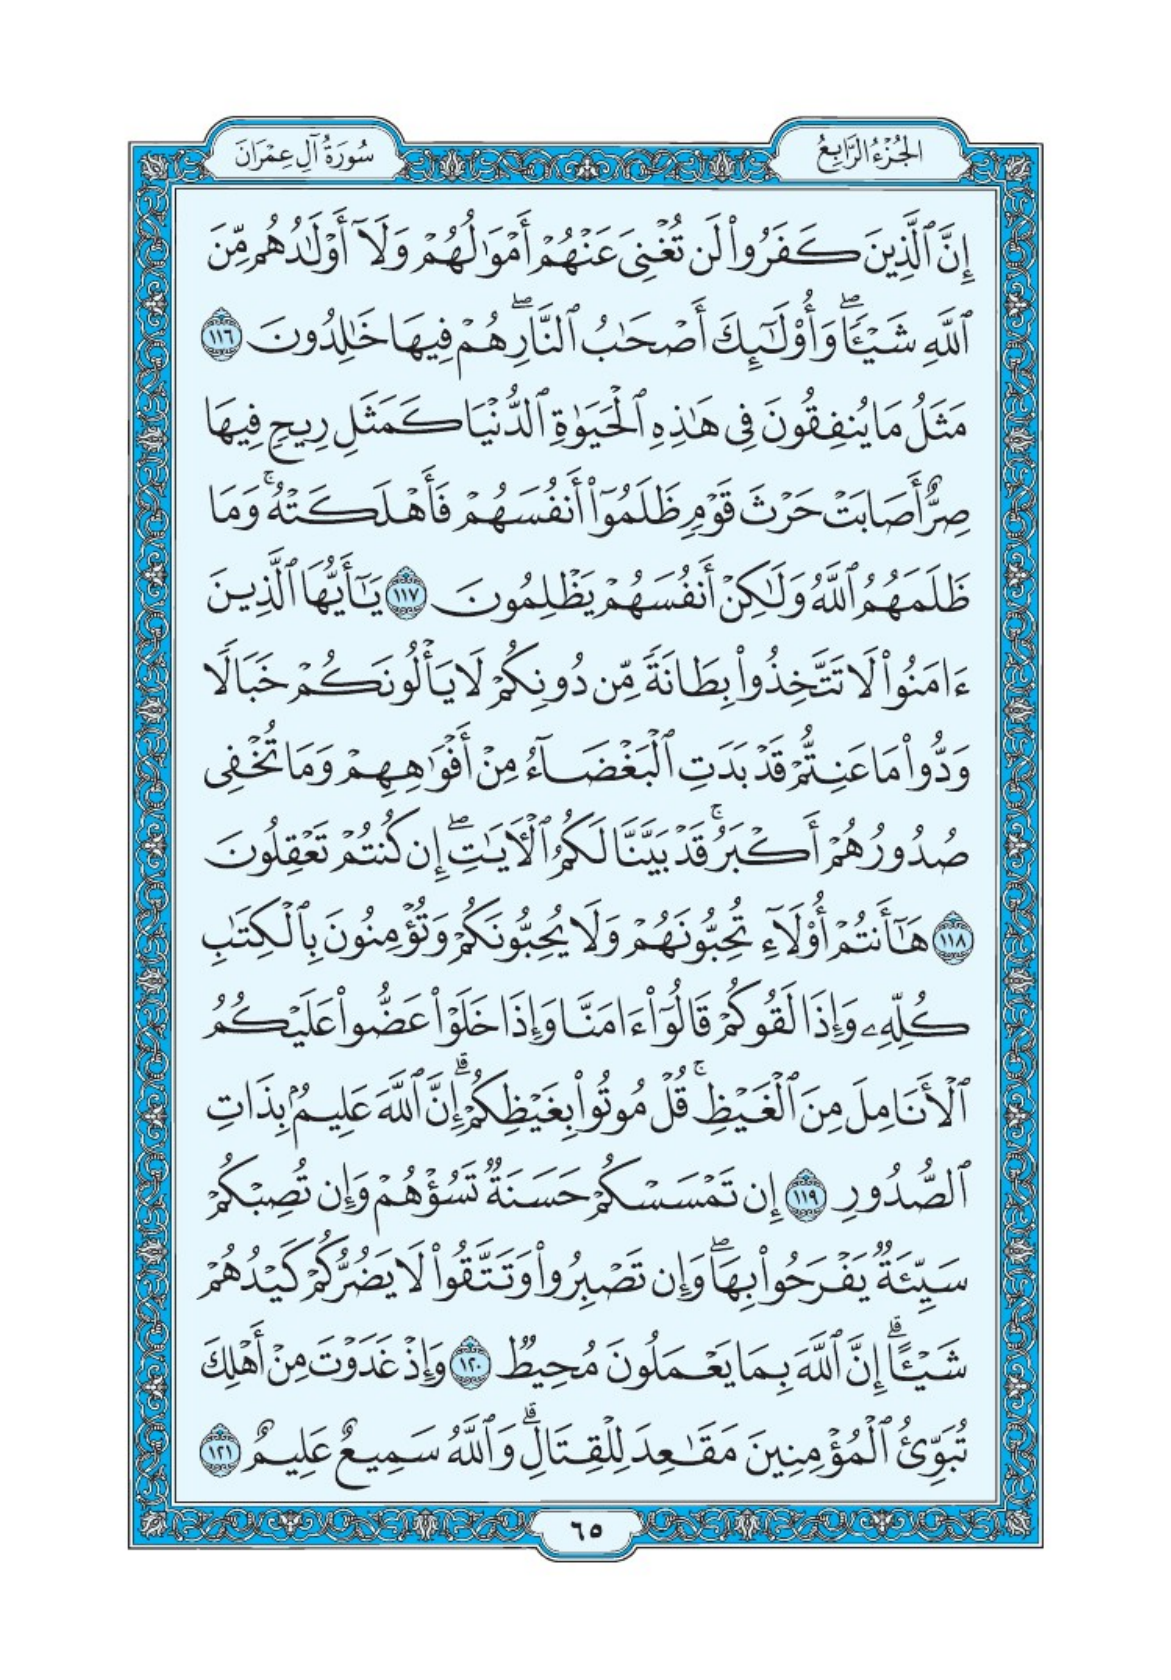 الجُزْءُ الرَّابِعُ
سُورَةُ آلِ عِمْرَانَ
إِنَّ ٱلَّذِينَ كَفَرُوا۟ لَن تُغْنِىَ عَنْهُمْ أَمْوَٰلُهُمْ وَلَآ أَوْلَٰدُهُم مِّنَ
ٱللَّهِ شَيْـًٔا ۖ وَأُو۟لَٰٓئِكَ أَصْحَٰبُ ٱلنَّارِ ۖ هُمْ فِيهَا خَٰلِدُونَ ١١٦
مَثَلُ مَا يُنفِقُونَ فِى هَٰذِهِ ٱلْحَيَوٰةِ ٱلدُّنْيَا كَمَثَلِ رِيحٍ فِيهَا
صِرٌّ أَصَابَتْ حَرْثَ قَوْمٍ ظَلَمُوٓا۟ أَنفُسَهُمْ فَأَهْلَكَتْهُ ۚ وَمَا
ظَلَمَهُمُ ٱللَّهُ وَلَٰكِنْ أَنفُسَهُمْ يَظْلِمُونَ ١١٧ يَٰٓأَيُّهَا ٱلَّذِينَ
ءَامَنُوا۟ لَا تَتَّخِذُوا۟ بِطَانَةً مِّن دُونِكُمْ لَا يَأْلُونَكُمْ خَبَالًا
وَدُّوا۟ مَا عَنِتُّمْ قَدْ بَدَتِ ٱلْبَغْضَآءُ مِنْ أَفْوَٰهِهِمْ وَمَا تُخْفِى
صُدُورُهُمْ أَكْبَرُ ۚ قَدْ بَيَّنَّا لَكُمُ ٱلْءَايَٰتِ ۖ إِن كُنتُمْ تَعْقِلُونَ
١١٨ هَٰٓأَنتُمْ أُو۟لَآءِ تُحِبُّونَهُمْ وَلَا يُحِبُّونَكُمْ وَتُؤْمِنُونَ بِٱلْكِتَٰبِ
كُلِّهِۦ وَإِذَا لَقُوكُمْ قَالُوٓا۟ ءَامَنَّا وَإِذَا خَلَوْا۟ عَضُّوا۟ عَلَيْكُمُ
ٱلْأَنَامِلَ مِنَ ٱلْغَيْظِ ۚ قُلْ مُوتُوا۟ بِغَيْظِكُمْ ۗ إِنَّ ٱللَّهَ عَلِيمٌۢ بِذَاتِ
ٱلصُّدُورِ ١١٩ إِن تَمْسَسْكُمْ حَسَنَةٌ تَسُؤْهُمْ وَإِن تُصِبْكُمْ
سَيِّئَةٌ يَفْرَحُوا۟ بِهَا ۖ وَإِن تَصْبِرُوا۟ وَتَتَّقُوا۟ لَا يَضُرُّكُمْ كَيْدُهُمْ
شَيْـًٔا ۗ إِنَّ ٱللَّهَ بِمَا يَعْمَلُونَ مُحِيطٌ ١٢٠ وَإِذْ غَدَوْتَ مِنْ أَهْلِكَ
تُبَوِّئُ ٱلْمُؤْمِنِينَ مَقَٰعِدَ لِلْقِتَالِ ۗ وَٱللَّهُ سَمِيعٌ عَلِيمٌ ١٢١
٦٥